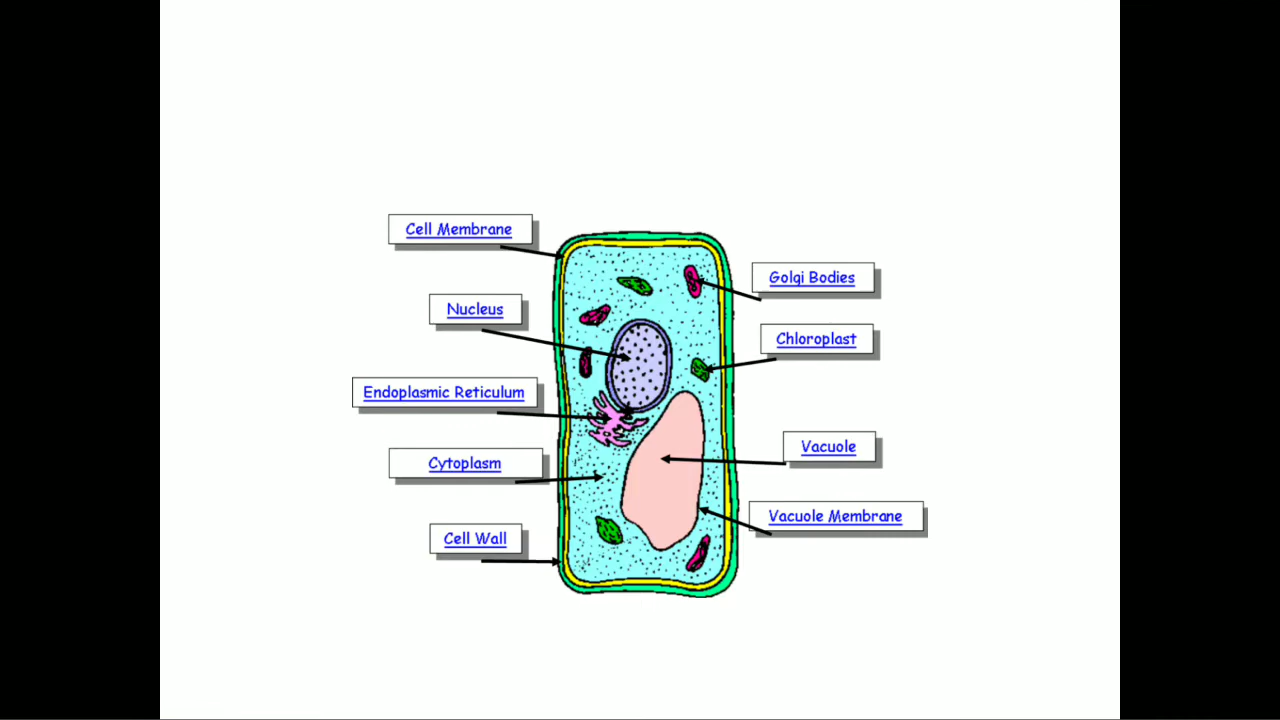 Cell Membrane
Nucleus
Endoplasmic Reticulum
Cytoplasm
Cell Wall
Golgi Bodies
Chloroplast
Vacuole
Vacuole Membrane